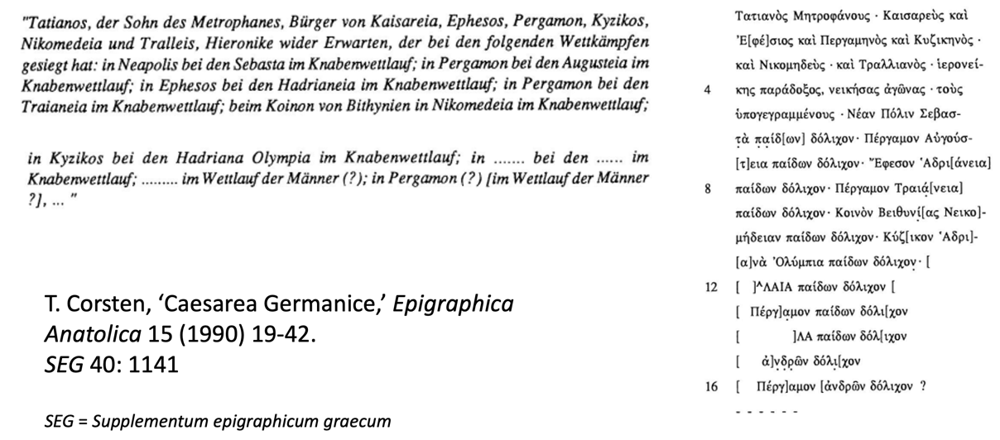 "Tatianos, der Sohn des Metrophanes, Bürger von Kaisareia, Ephesos, Pergamon, Kyzikos,
Nikomedeia und Tralleis, Hieronike wider Erwarten, der bei den folgenden Wettkämpfen
gesiegt hat: in Neapolis bei den Sebasta im Knabenwettlauf; in Pergamon bei den Augusteia im
Knabenwettlauf; in Ephesos bei den Hadrianeia im Knabenwettlauf; in Pergamon bei den
Traianeia im Knabenwettlauf; beim Koinon von Bithynien in Nikomedeia im Knabenwettlauf;
in Kyzikos bei den Hadriana Olympia im Knabenwettlauf; in ....... bei den ...... im
Knabenwettlauf; ......... im Wettlauf der Männer (?); in Pergamon (?) [im Wettlauf der Männer
?], ... "
T. Corsten, ‘Caesarea Germanice,’ Epigraphica
Anatolica 15 (1990) 19-42.
SEG 40: 1141
SEG = Supplementum epigraphicum graecum
Τατιανὸς Μητροφάνους · Καισαρεὺς καὶ
Ἐ[φέ]σιος καὶ Περγαμηνὸς καὶ Κυζικηνὸς ·
καὶ Νικομηδεὺς · καὶ Τραλλιανὸς · ἱερονεί-
4 κης παράδοξος, νεικήσας ἀγῶνας · τοὺς
ὑπογεγραμμένους · Νέαν Πόλιν Σεβασ-
τ̣ὰ π̣α̣ίδ[ων] δόλιχον · Πέργαμον Αὐγούσ-
[τ]εια παίδων δόλιχον · Ἔφεσον Ἁδρι[άνεια]
8 παίδων δόλιχον · Πέργαμον Τραιά̣[νεια]
παίδων δόλιχον · Κοινὸν Βειθυνί̣[ας Νεικο]-
μήδειαν παίδων δόλιχον · Κύζ[ικον Ἁδρι]-
[α]νὰ Ὀλύμπια παίδων δόλιχον̣ · [
12 [ ]^ΛΑΙΑ παίδων δόλιχον [
[ Πέργ]α̣μον παίδων δόλι[χον
[ ]ΛΑ παίδων δόλ[ιχον
[ ἀ]ν̣δ̣ρ̣ῶν δόλι̣[χον
16 [ Πέργ]αμον [ἀνδρῶν δόλιχον ?
- - - - - -